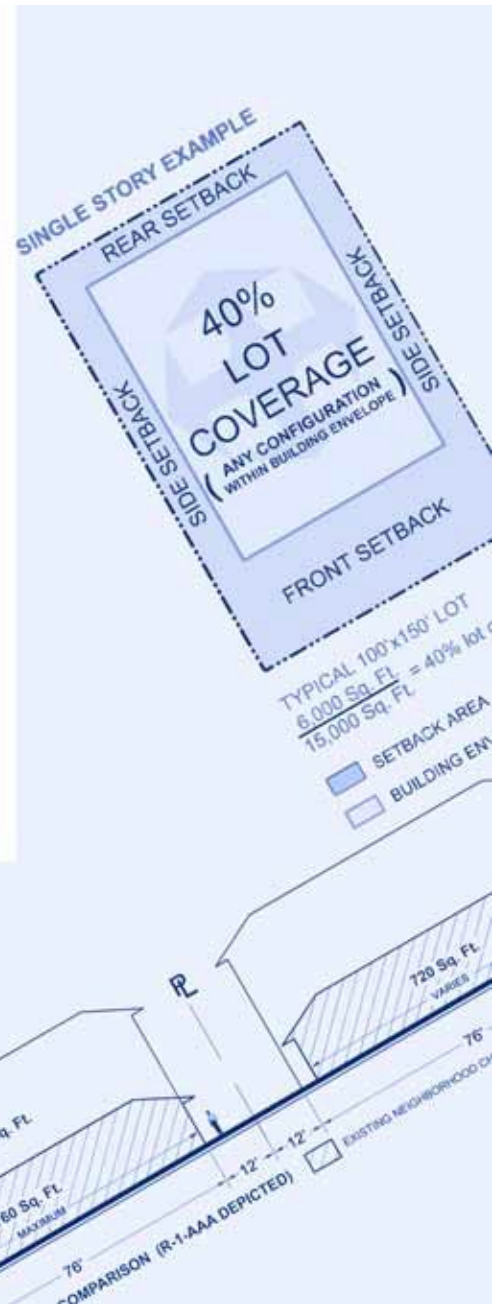 SINGLE STORY EXAMPLE
REAR SETBACK
SIDE SETBACK
SIDE SETBACK
40%
LOT
COVERAGE
( ANY CONFIGURATION
WITHIN BUILDING ENVELOPE )
FRONT SETBACK
TYPICAL 100'x150' LOT
6,000 Sq. Ft.
15,000 Sq. Ft.
= 40% lot
SETBACK AREA
BUILDING ENV
PL
720 Sq. Ft.
VARIES
76'
q. Ft.
60 Sq. Ft.
MAXIMUM
12'
12'
76'
EXISTING NEIGHBORHOOD
COMPARISON (R-1-AAA DEPICTED)